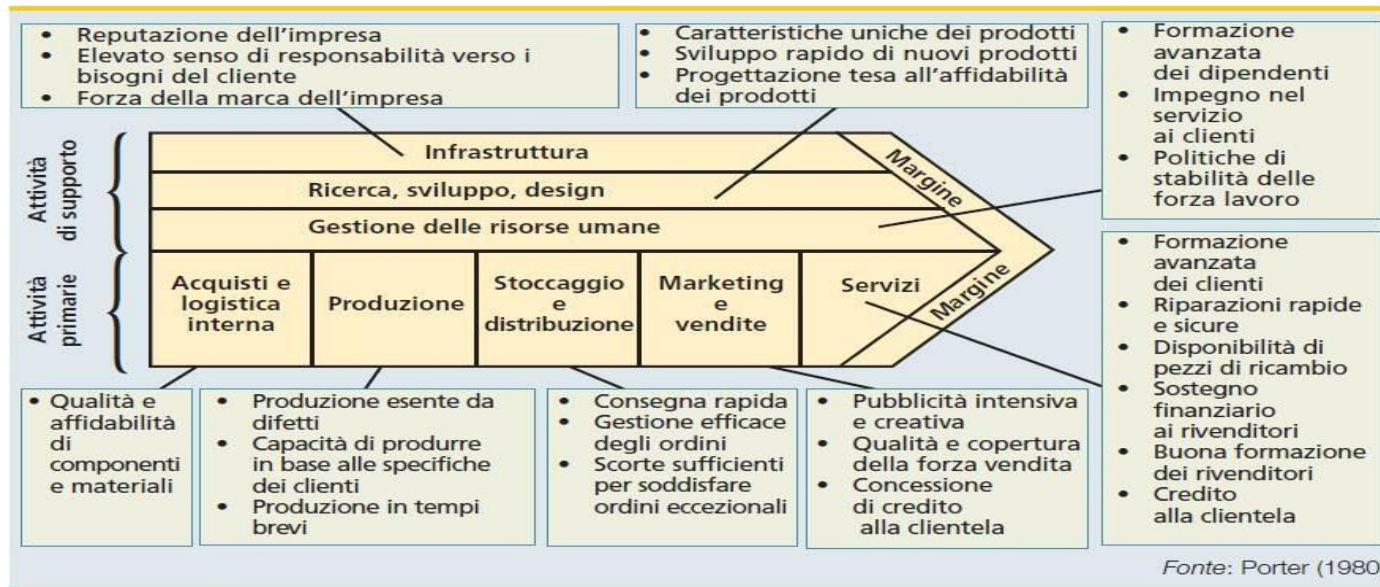 • Reputazione dell'impresa
• Elevato senso di responsabilità verso i
bisogni del cliente
• Forza della marca dell'impresa
• Caratteristiche uniche dei prodotti
• Sviluppo rapido di nuovi prodotti
• Progettazione tesa all'affidabilità
dei prodotti
• Formazione
avanzata
dei dipendenti
• Impegno nel
servizio
ai clienti
• Politiche di
stabilità delle
forza lavoro
Attività
di supporto
Infrastruttura
Ricerca, sviluppo, design
Gestione delle risorse umane
Margine
Attività
primarie
Acquisti e
logistica
interna
Produzione
Stoccaggio
e
distribuzione
Marketing
e
vendite
Servizi
Margine
• Formazione
avanzata
dei clienti
• Riparazioni rapide
e sicure
• Disponibilità di
pezzi di ricambio
• Sostegno
finanziario
ai rivenditori
• Buona formazione
dei rivenditori
• Credito
alla clientela
• Qualità e
affidabilità
di
componenti
e materiali
• Produzione esente da
difetti
• Capacità di produrre
in base alle specifiche
dei clienti
• Produzione in tempi
brevi
• Consegna rapida
• Gestione efficace
degli ordini
• Scorte sufficienti
per soddisfare
ordini eccezionali
• Pubblicità intensiva
e creativa
• Qualità e copertura
della forza vendita
• Concessione
di credito
alla clientela
Fonte: Porter (1980